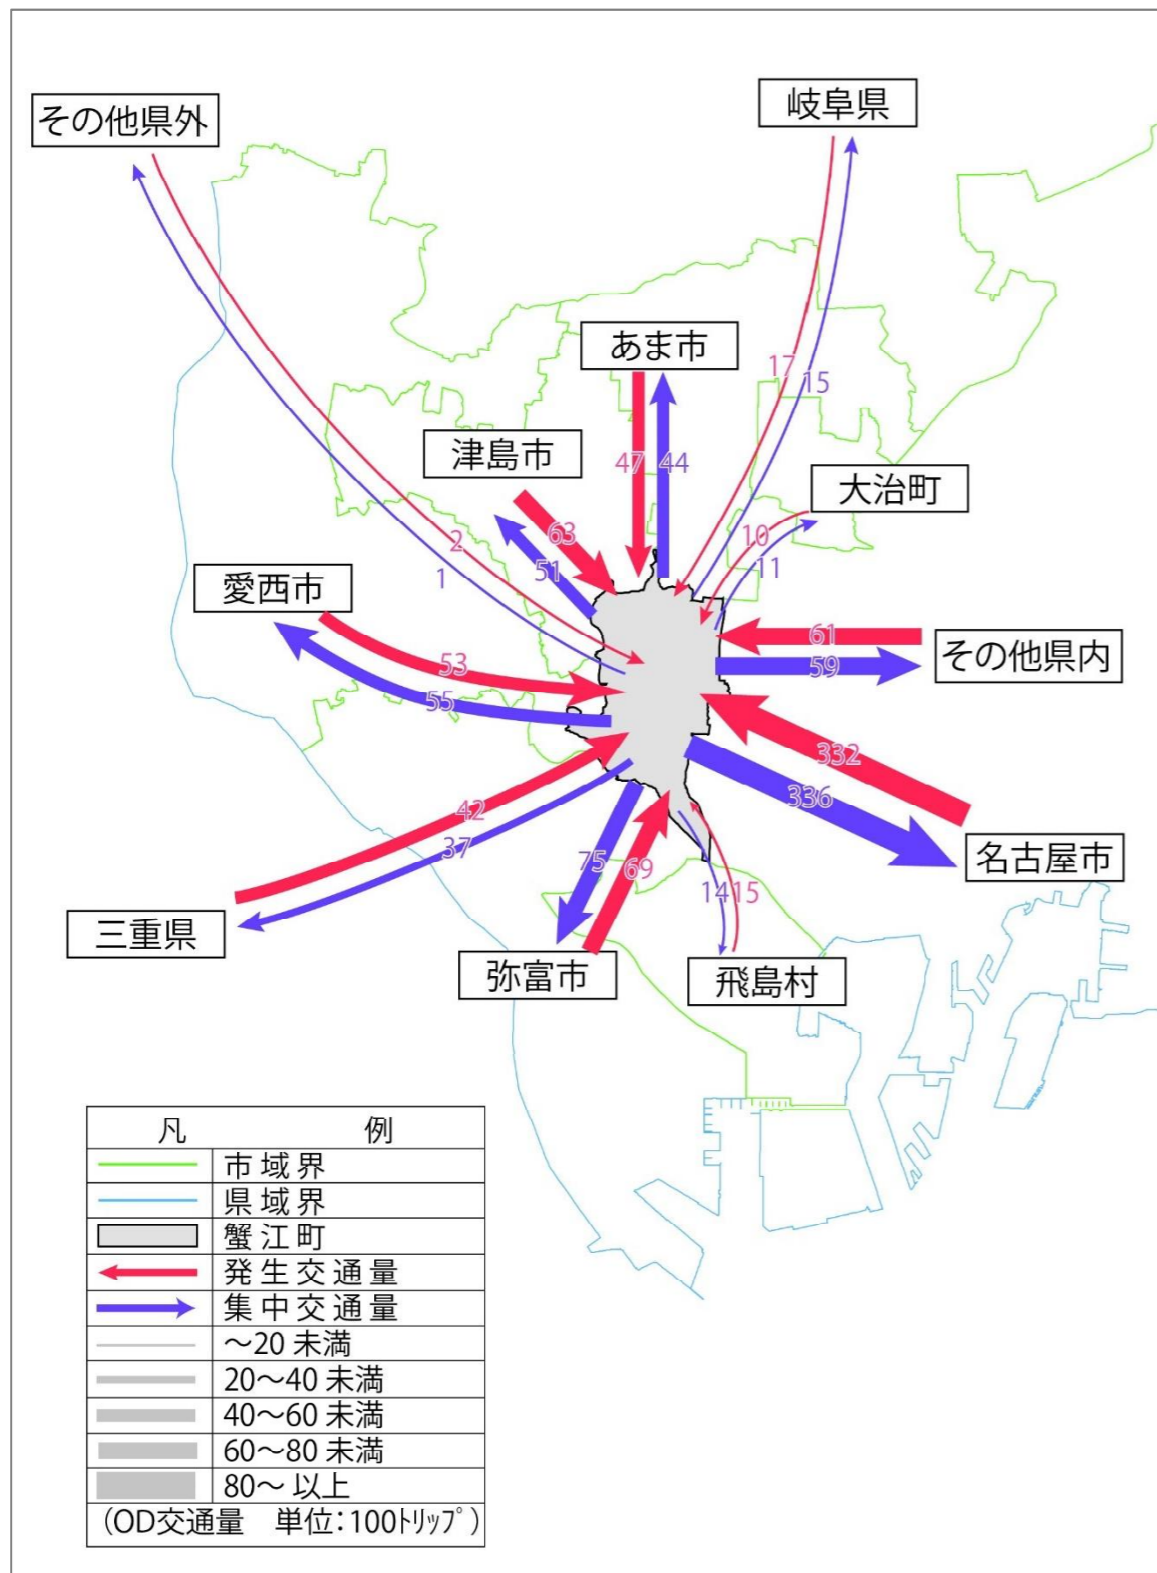 その他県外
岐阜県
あま市
17
15
津島市
47
44
大治町
63
2
10
51
11
1
愛西市
61
その他県内
53
59
55
332
42
336
37
名古屋市
75
69
14
15
三重県
弥富市
飛島村
凡 例
市域界
県域界
蟹江町
発生交通量
集中交通量
～20 未満
20～40 未満
40～60 未満
60～80 未満
80～ 以上
（OD交通量 単位：100ﾄﾘｯﾌﾟ）